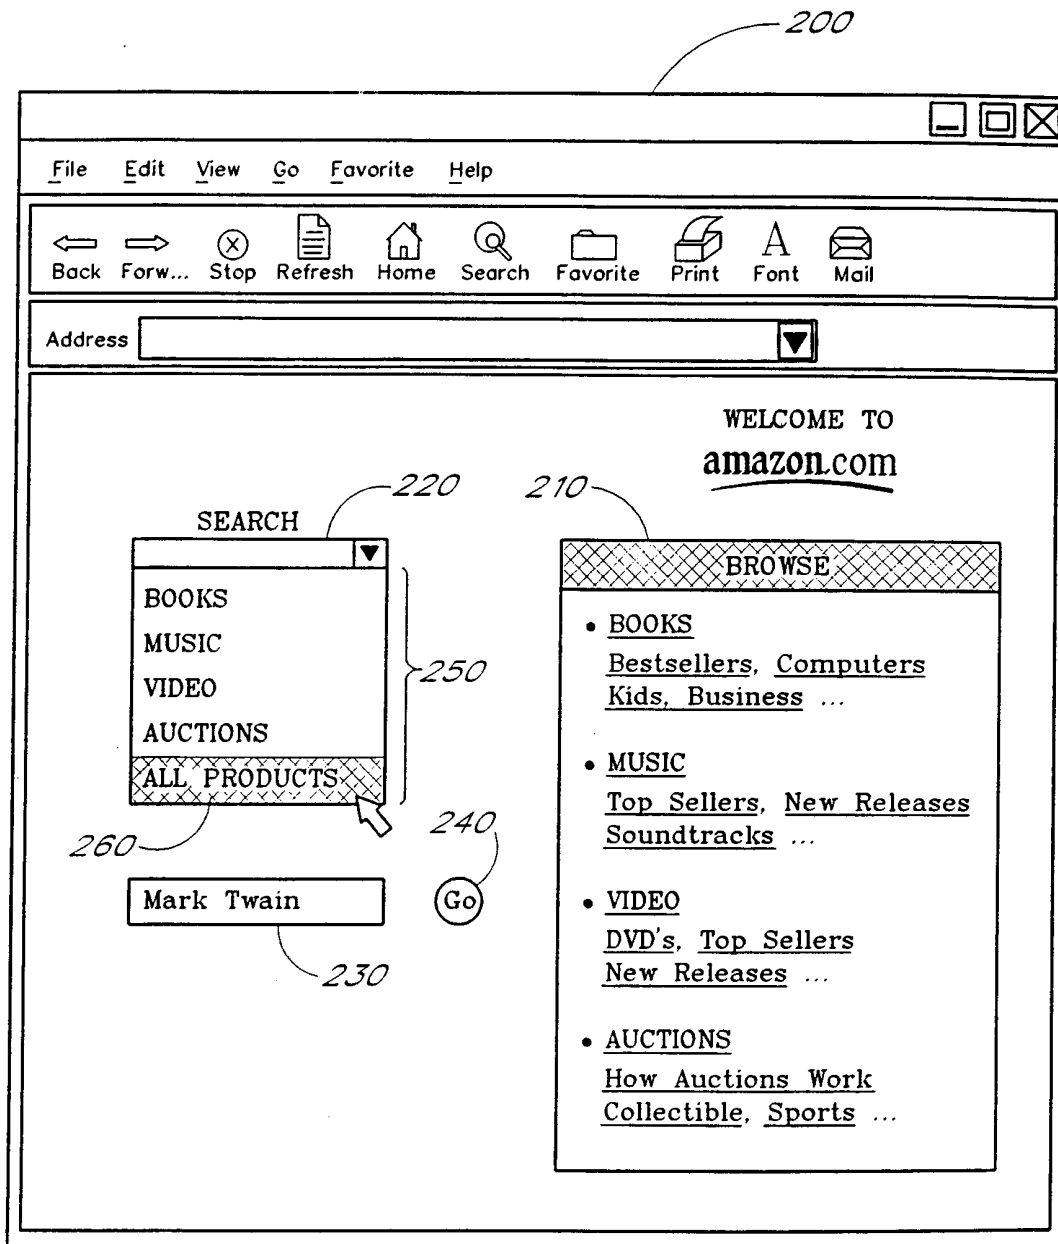 200
File Edit View Go Favorite Help
Back Forw... Stop Refresh Home Search Favorite Print A Font Mail
Address
WELCOME TO
amazon.com
220
210
SEARCH
BOOKS
MUSIC
VIDEO
AUCTIONS
ALL PRODUCTS
250
260
240
Mark Twain
Go
230
BROWSE
• BOOKS
Bestsellers, Computers
Kids, Business ...
• MUSIC
Top Sellers, New Releases
Soundtracks ...
• VIDEO
DVD's, Top Sellers
New Releases ...
• AUCTIONS
How Auctions Work
Collectible, Sports ...